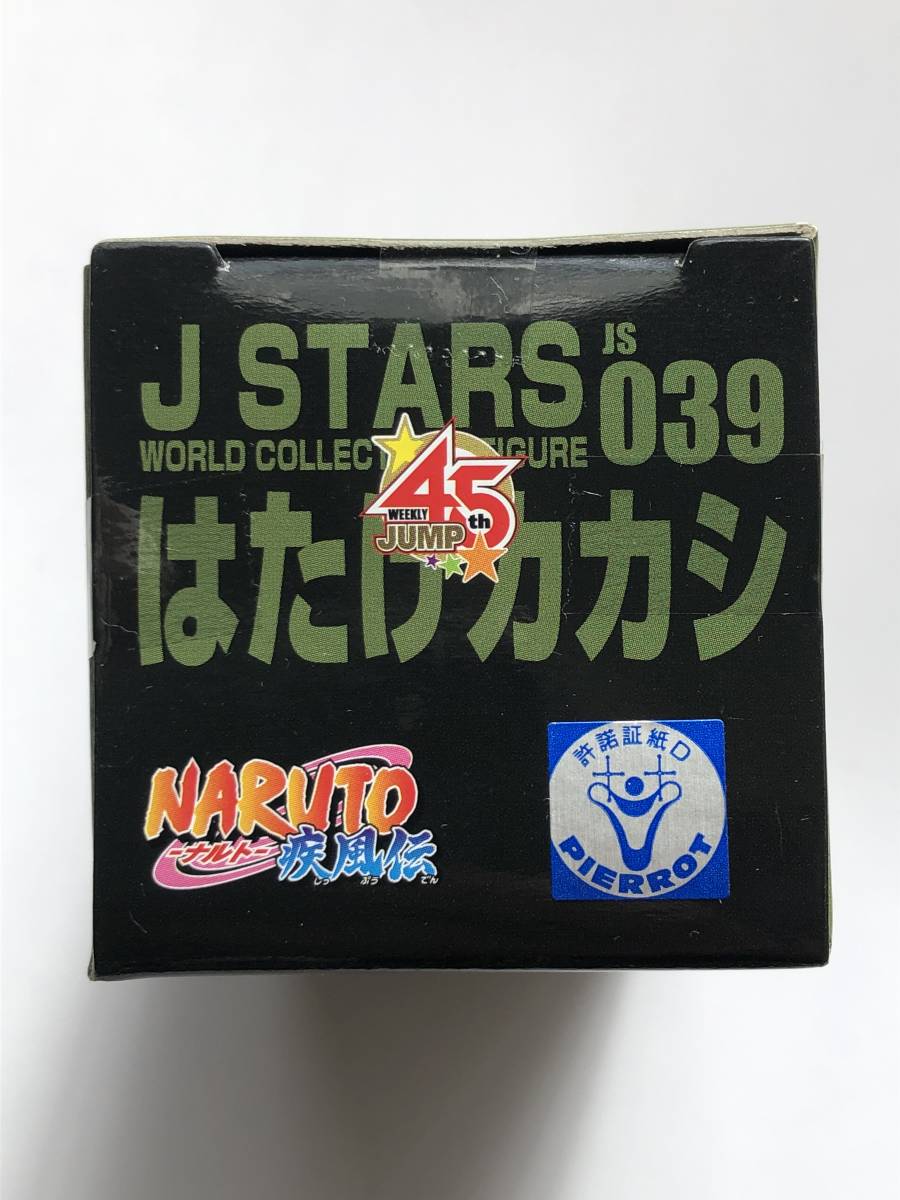 J STARS JS
WORLD COLLECT FIGURE 039
WEEKLY
JUMP
45th
はたけカカシ
NARUTO
-ナルト-
疾風伝
しっ ぷう でん
許諾証紙D
PIERROT